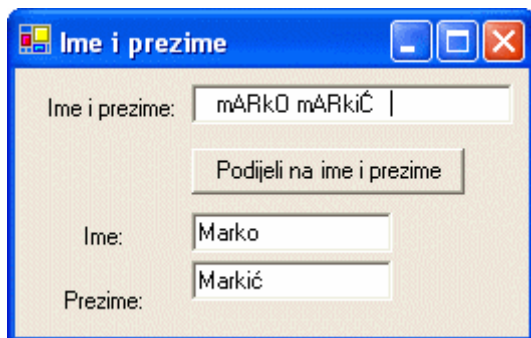 Ime i prezime
Ime i prezime: mARkO mARkiĆ
Podijeli na ime i prezime
Ime: Marko
Prezime: Markić